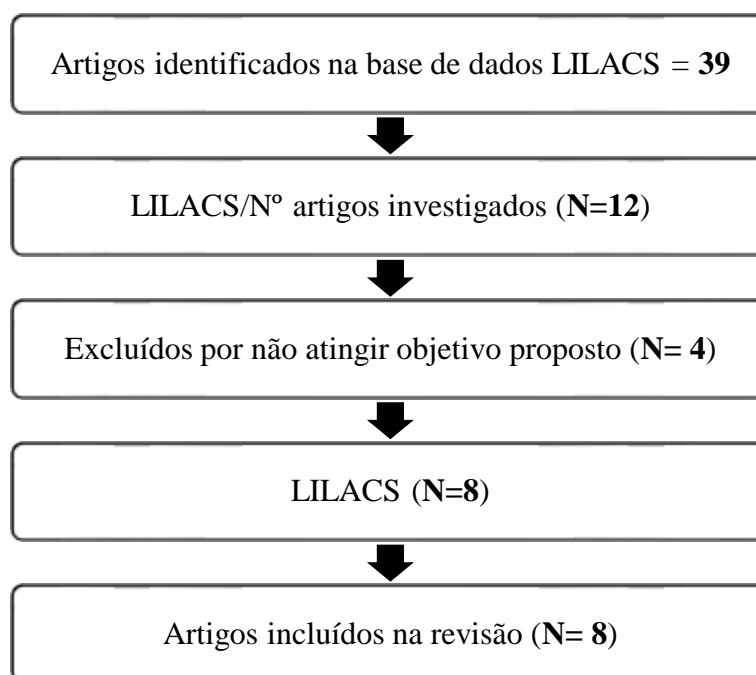 Artigos identificados na base de dados LILACS = 39
LILACS/Nº artigos investigados (N=12)
Excluídos por não atingir objetivo proposto (N= 4)
LILACS (N=8)
Artigos incluídos na revisão (N= 8)